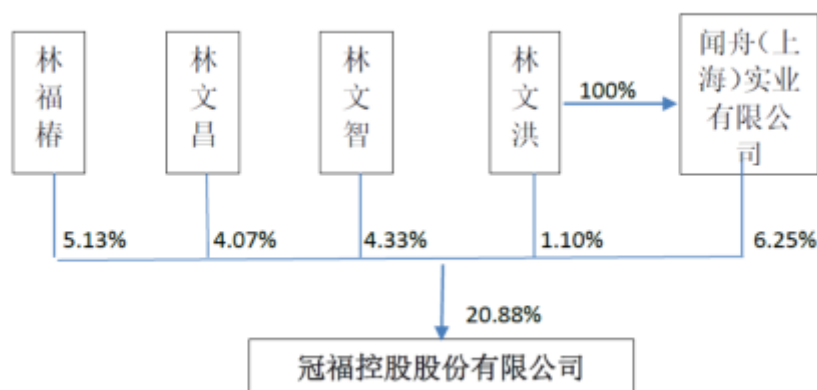 林福椿
林文昌
林文智
林文洪
100%
闻舟（上
海）实业
有限公
司
5.13%
4.07%
4.33%
1.10%
6.25%
20.88%
冠福控股股份有限公司